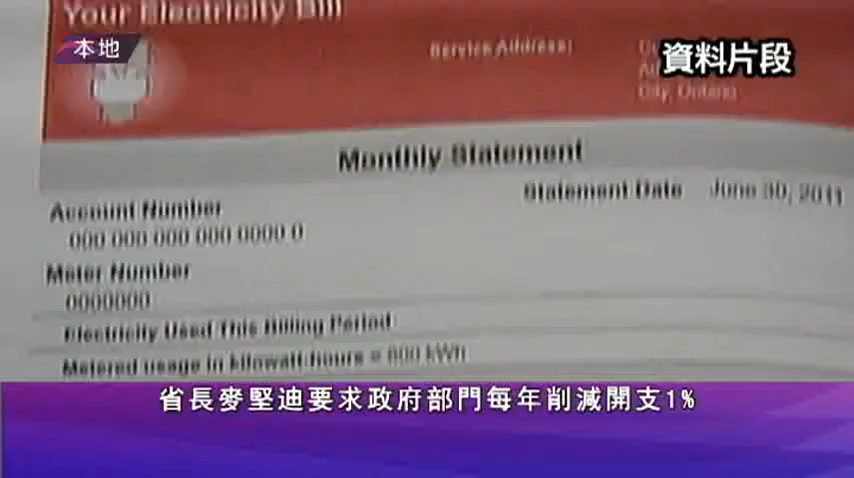 Your Electricity Bill
本地
Service Address:
資料片段
City, Ontario
Monthly Statement
Statement Date June 30, 2011
Account Number
000 000 000 000 0000 0
Meter Number
0000000
Electricity Used This Billing Period
Metered usage in kilowatt-hours = 800 kWh
省長麥堅迪要求政府部門每年削減開支1%